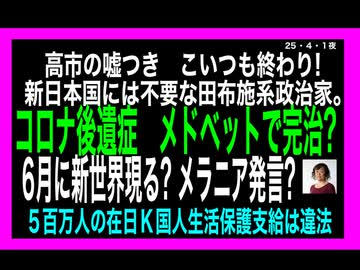 25・4・1夜
高市の嘘つき こいつも終わり!
新日本国には不要な田布施系政治家。
コロナ後遺症 メドベットで完治?
6月に新世界現る? メラニア発言?
5百万人の在日K国人生活保護支給は違法